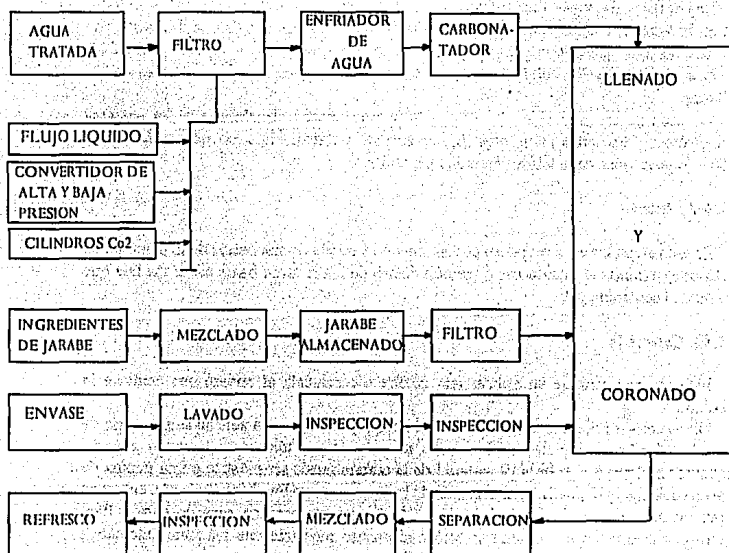 AGUA
TRATADA
FILTRO
ENFRIADOR
DE
AGUA
CARBONA-
TADOR
LLENADO
Y
CORONADO
FLUJO LIQUIDO
CONVERTIDOR DE
ALTA Y BAJA
PRESION
CILINDROS Co2
INGREDIENTES
DE JARABE
MEZCLADO
JARABE
ALMACENADO
FILTRO
ENVASE
LAVADO
INSPECCION
INSPECCION
REFRESCO
INSPECCION
MEZCLADO
SEPARACION